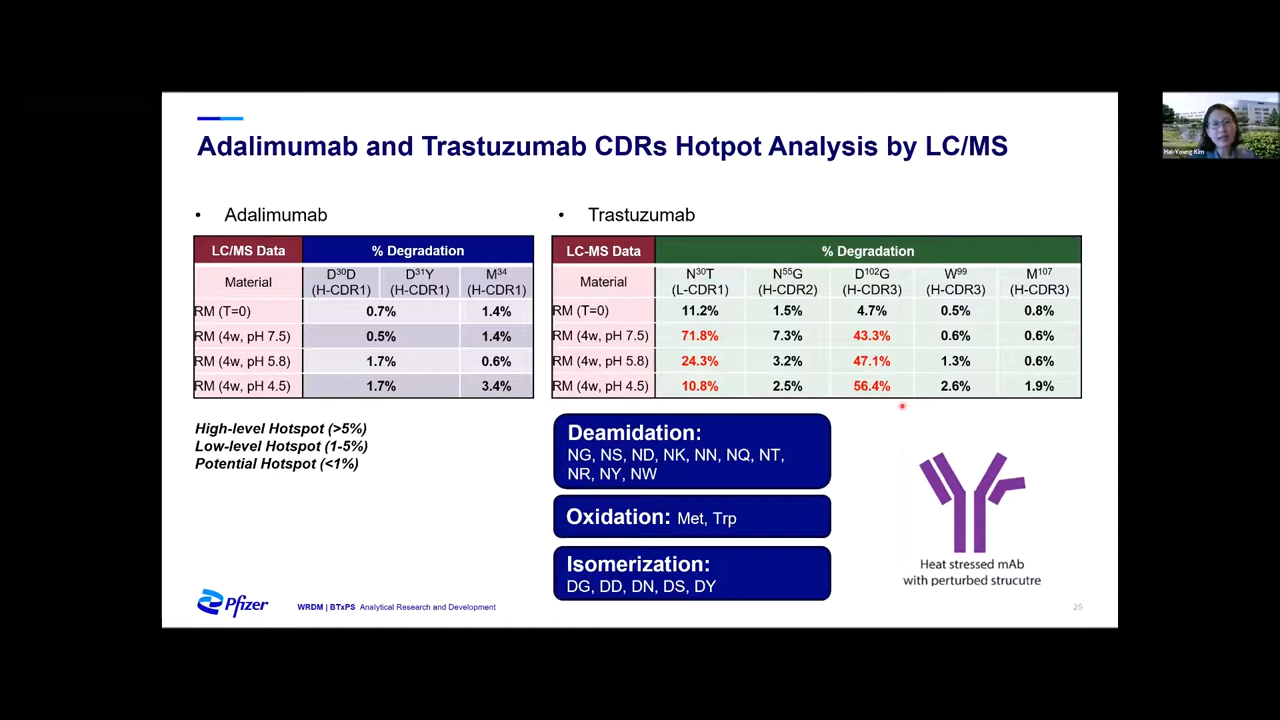 Adalimumab and Trastuzumab CDRs Hotpot Analysis by LC/MS
Hai-Young Kim
• Adalimumab
LC/MS Data % Degradation
Material D30D (H-CDR1) D31Y (H-CDR1) M34 (H-CDR1)
RM (T=0) 0.7% 1.4%
RM (4w, pH 7.5) 0.5% 1.4%
RM (4w, pH 5.8) 1.7% 0.6%
RM (4w, pH 4.5) 1.7% 3.4%
High-level Hotspot (>5%)
Low-level Hotspot (1-5%)
Potential Hotspot (<1%)
• Trastuzumab
LC-MS Data % Degradation
Material N30T (L-CDR1) N55G (H-CDR2) D102G (H-CDR3) W99 (H-CDR3) M107 (H-CDR3)
RM (T=0) 11.2% 1.5% 4.7% 0.5% 0.8%
RM (4w, pH 7.5) 71.8% 7.3% 43.3% 0.6% 0.6%
RM (4w, pH 5.8) 24.3% 3.2% 47.1% 1.3% 0.6%
RM (4w, pH 4.5) 10.8% 2.5% 56.4% 2.6% 1.9%
Deamidation:
NG, NS, ND, NK, NN, NQ, NT,
NR, NY, NW
Oxidation: Met, Trp
Isomerization:
DG, DD, DN, DS, DY
Heat stressed mAb
with perturbed strucutre
Pfizer
WRDM | BTxPS Analytical Research and Development
25